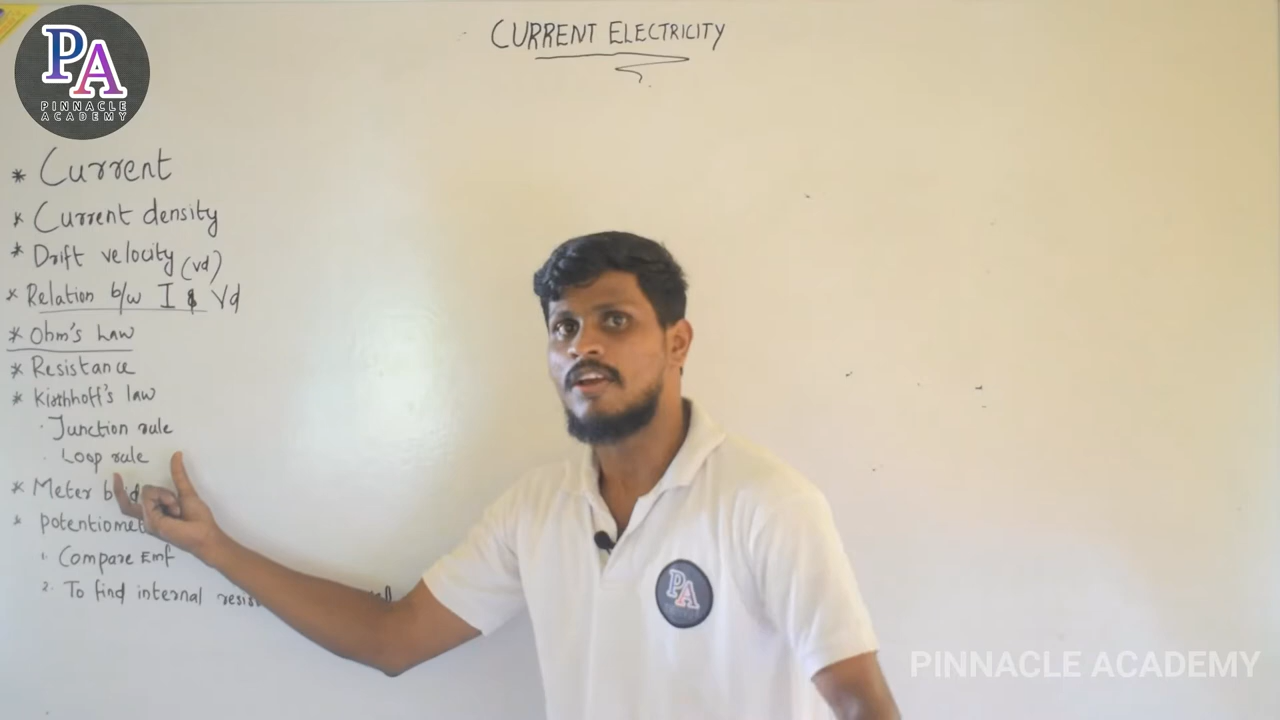 CURRENT ELECTRICITY
PA
PINNACLE
ACADEMY
* Current
* Current density
* Drift velocity (vd)
* Relation b/w I & Vd
* Ohm's Law
* Resistance
* Kirchhoff's law
· Junction rule
· Loop rule
* Meter
* potentiomet
1. Compare Emf
2. To find internal
PA
PINNACLE ACADEMY